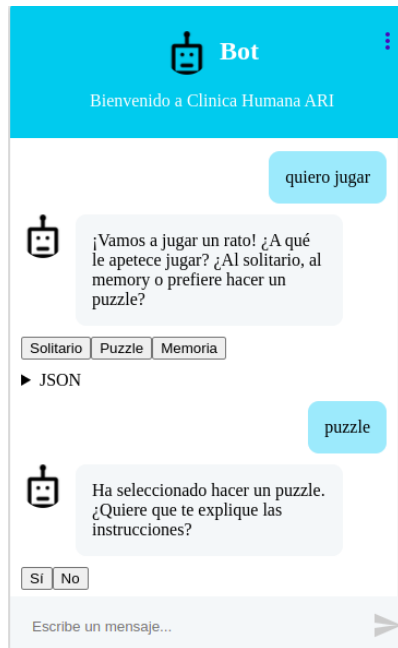 Bot
Bienvenido a Clinica Humana ARI
quiero jugar
¡Vamos a jugar un rato! ¿A qué
le apetece jugar? ¿Al solitario, al
memory o prefiere hacer un
puzzle?
Solitario Puzzle Memoria
JSON
puzzle
Ha seleccionado hacer un puzzle.
¿Quiere que te explique las
instrucciones?
Sí No
Escribe un mensaje...